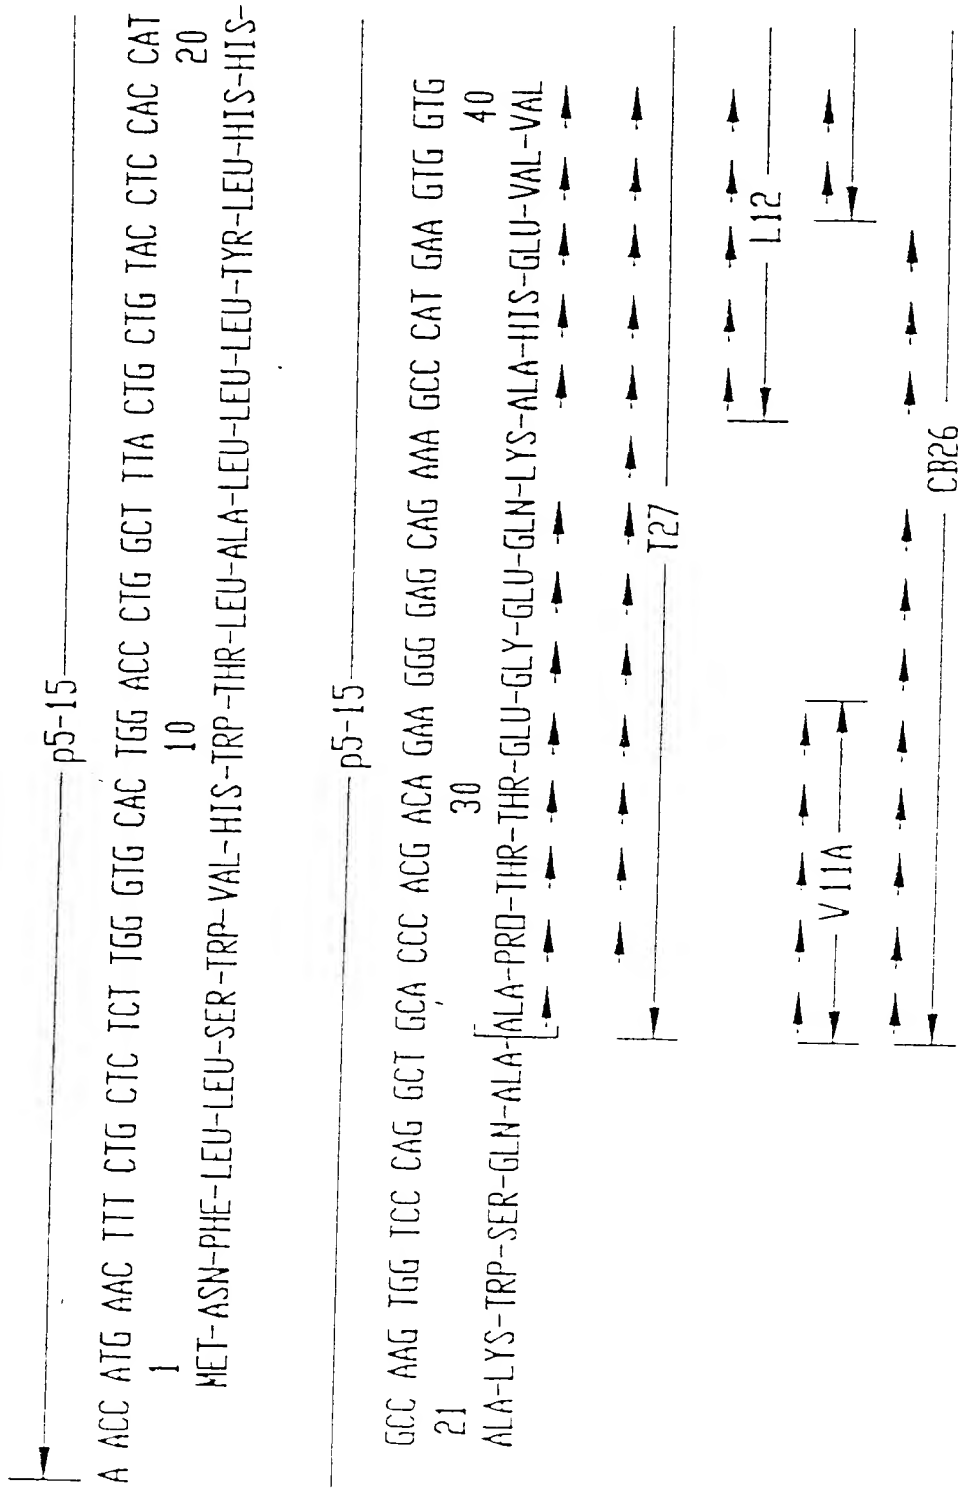 p5-15
A ACC ATG AAC TTT CTG CTC TCT TGG GTG CAC TGG ACC CTG GCT TTA CTG CTG TAC CTC CAC CAT
1 10 20
MET-ASN-PHE-LEU-LEU-SER-TRP-VAL-HIS-TRP-THR-LEU-ALA-LEU-LEU-LEU-TYR-LEU-HIS-HIS-
p5-15
GCC AAG TGG TCC CAG GCT GCA CCC ACG ACA GAA GGG GAG CAG AAA GCC CAT GAA GTG GTG
21 30 40
ALA-LYS-TRP-SER-GLN-ALA-ALA-PRO-THR-THR-GLU-GLY-GLU-GLN-LYS-ALA-HIS-GLU-VAL-VAL
T27
L12
V11A
CB26